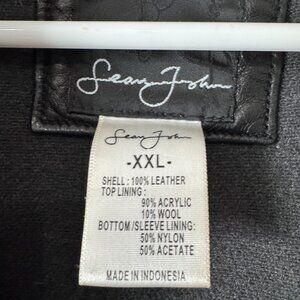 Sean John
Sean John
-XXL-
SHELL: 100% LEATHER
TOP LINING:
90% ACRYLIC
10% WOOL
BOTTOM/SLEEVE LINING:
50% NYLON
50% ACETATE
MADE IN INDONESIA